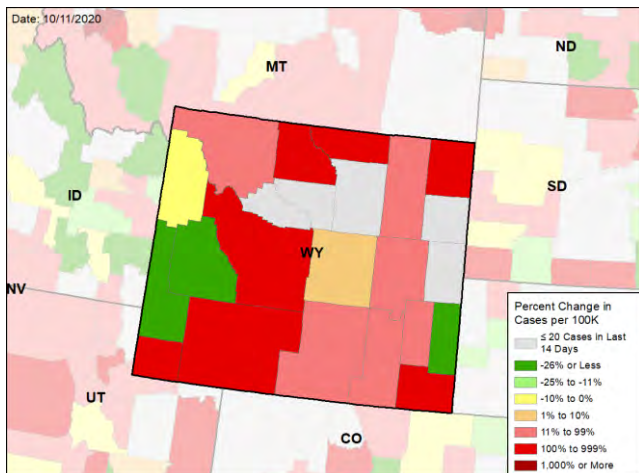 Date: 10/11/2020
ND
MT
ID
SD
WY
NV
UT
CO
Percent Change in
Cases per 100K
≤ 20 Cases in Last
14 Days
-26% or Less
-25% to -11%
-10% to 0%
1% to 10%
11% to 99%
100% to 999%
1,000% or More